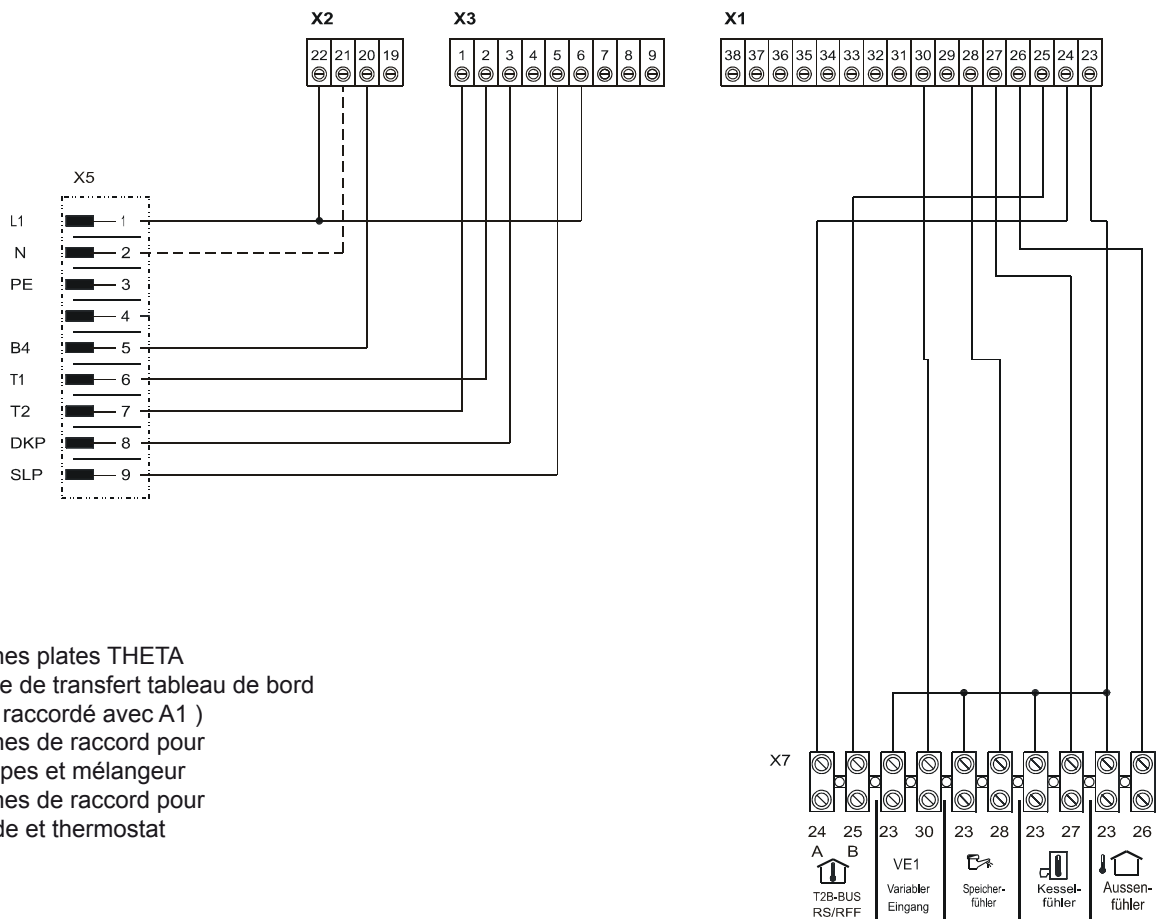 X2 X3 X1
22 21 20 19 1 2 3 4 5 6 7 8 9 38 37 36 35 34 33 32 31 30 29 28 27 26 25 24 23
X5
L1 1
N 2
PE 3
4
B4 5
T1 6
T2 7
DKP 8
SLP 9
nes plates THETA
e de transfert tableau de bord
raccordé avec A1 )
nes de raccord pour
pes et mélangeur
nes de raccord pour
de et thermostat
X7
24 25 23 30 23 28 23 27 23 26
A B
T2B-BUS
RS/RFF
VE1
Variabler
Eingang
Speicher-
fühler
Kessel-
fühler
Aussen-
fühler